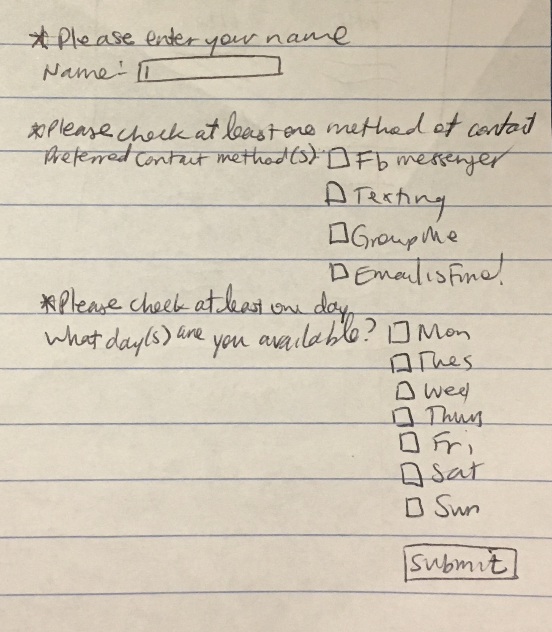 * Please enter your name
Name:
* Please check at least one method of contact
Preferred contact method(s): Fb messenger
Texting
GroupMe
Email is Fine!
* Please check at least one day
What day(s) are you available? Mon
Thes
Wed
Thurs
Fri
Sat
Sun
Submit